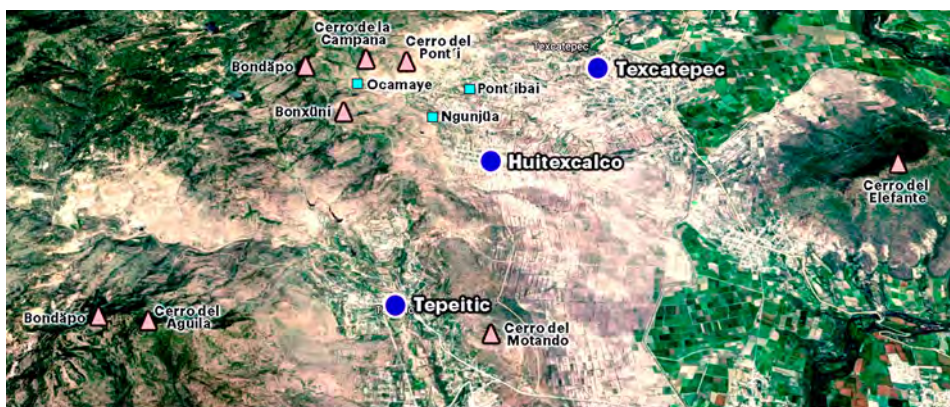 Cerro de la
Campana
Cerro del
Pont´i
Bondäpo
Texcatepec
Texcatepec
Ocamaye
Pont´ibai
Bonxüni
Ngunjüa
Huitexcalco
Cerro del
Elefante
Tepeitic
Bondäpo
Cerro del
Agüila
Cerro del
Motando